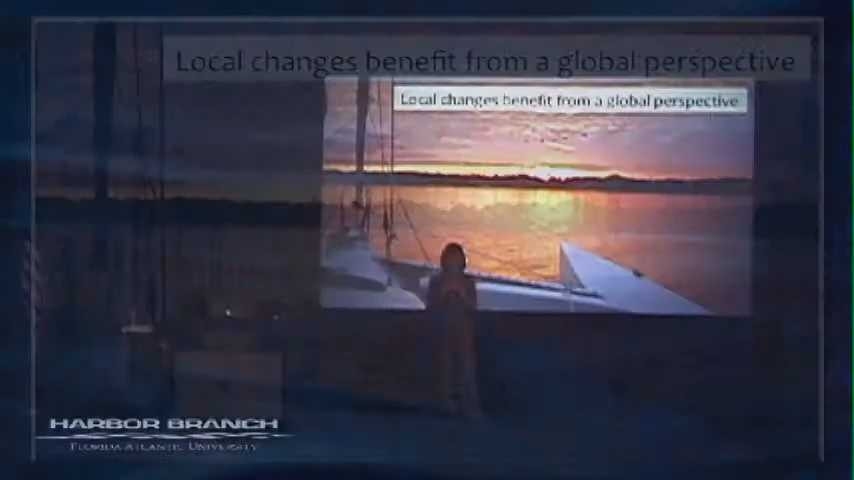 Local changes benefit from a global perspective
Local changes benefit from a global perspective
HARBOR BRANCH
FLORIDA ATLANTIC UNIVERSITY